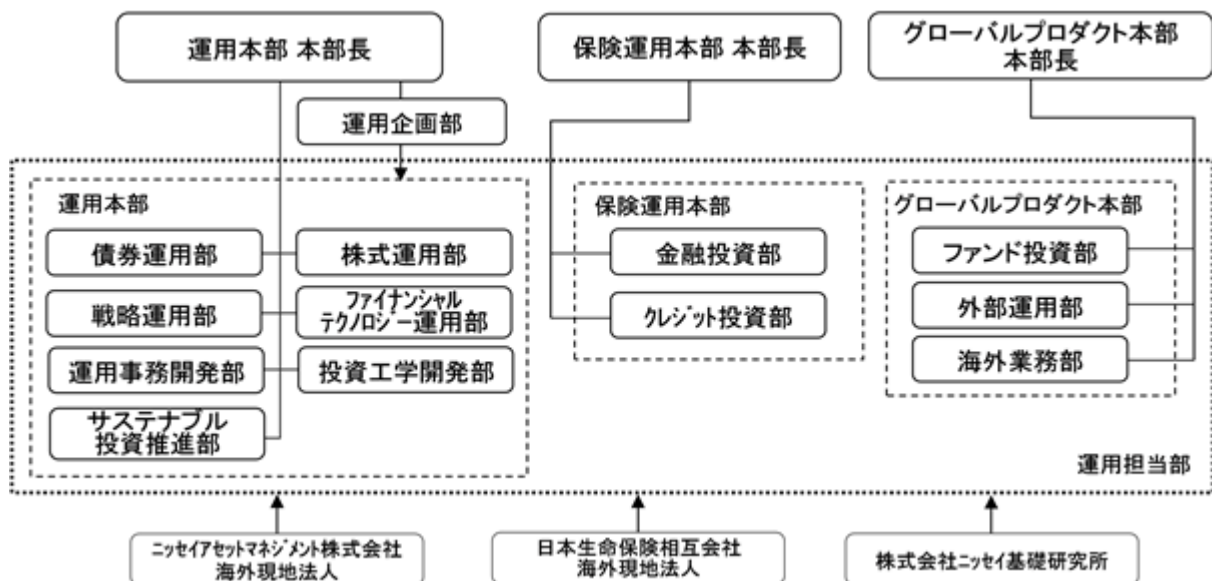 運用本部 本部長
保険運用本部 本部長
グローバルプロダクト本部
本部長
運用企画部
運用本部
債券運用部
株式運用部
戦略運用部
ファイナンシャル
テクノロジー運用部
運用事務開発部
投資工学開発部
サステナブル
投資推進部
保険運用本部
金融投資部
クレジット投資部
グローバルプロダクト本部
ファンド投資部
外部運用部
海外業務部
運用担当部
ニッセイアセットマネジメント株式会社
海外現地法人
日本生命保険相互会社
海外現地法人
株式会社ニッセイ基礎研究所